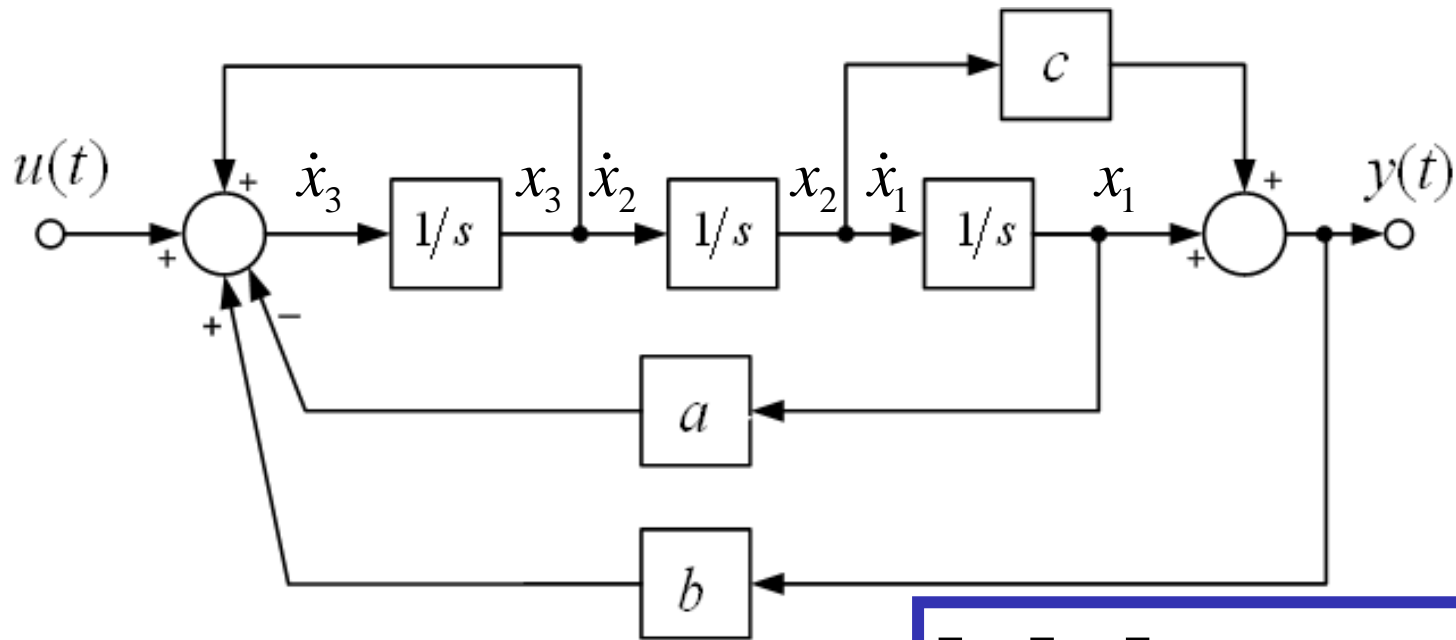 c
u(t) + ẋ₃ x₃ ẋ₂ x₂ ẋ₁ x₁ + y(t)
+ 1/s 1/s 1/s +
+ −
a
b